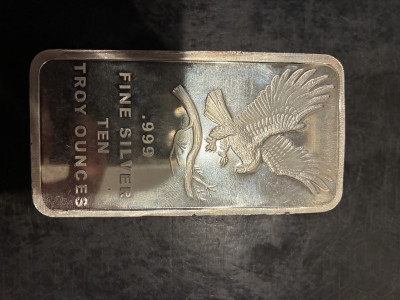 .999
FINE SILVER
TEN
TROY OUNCES